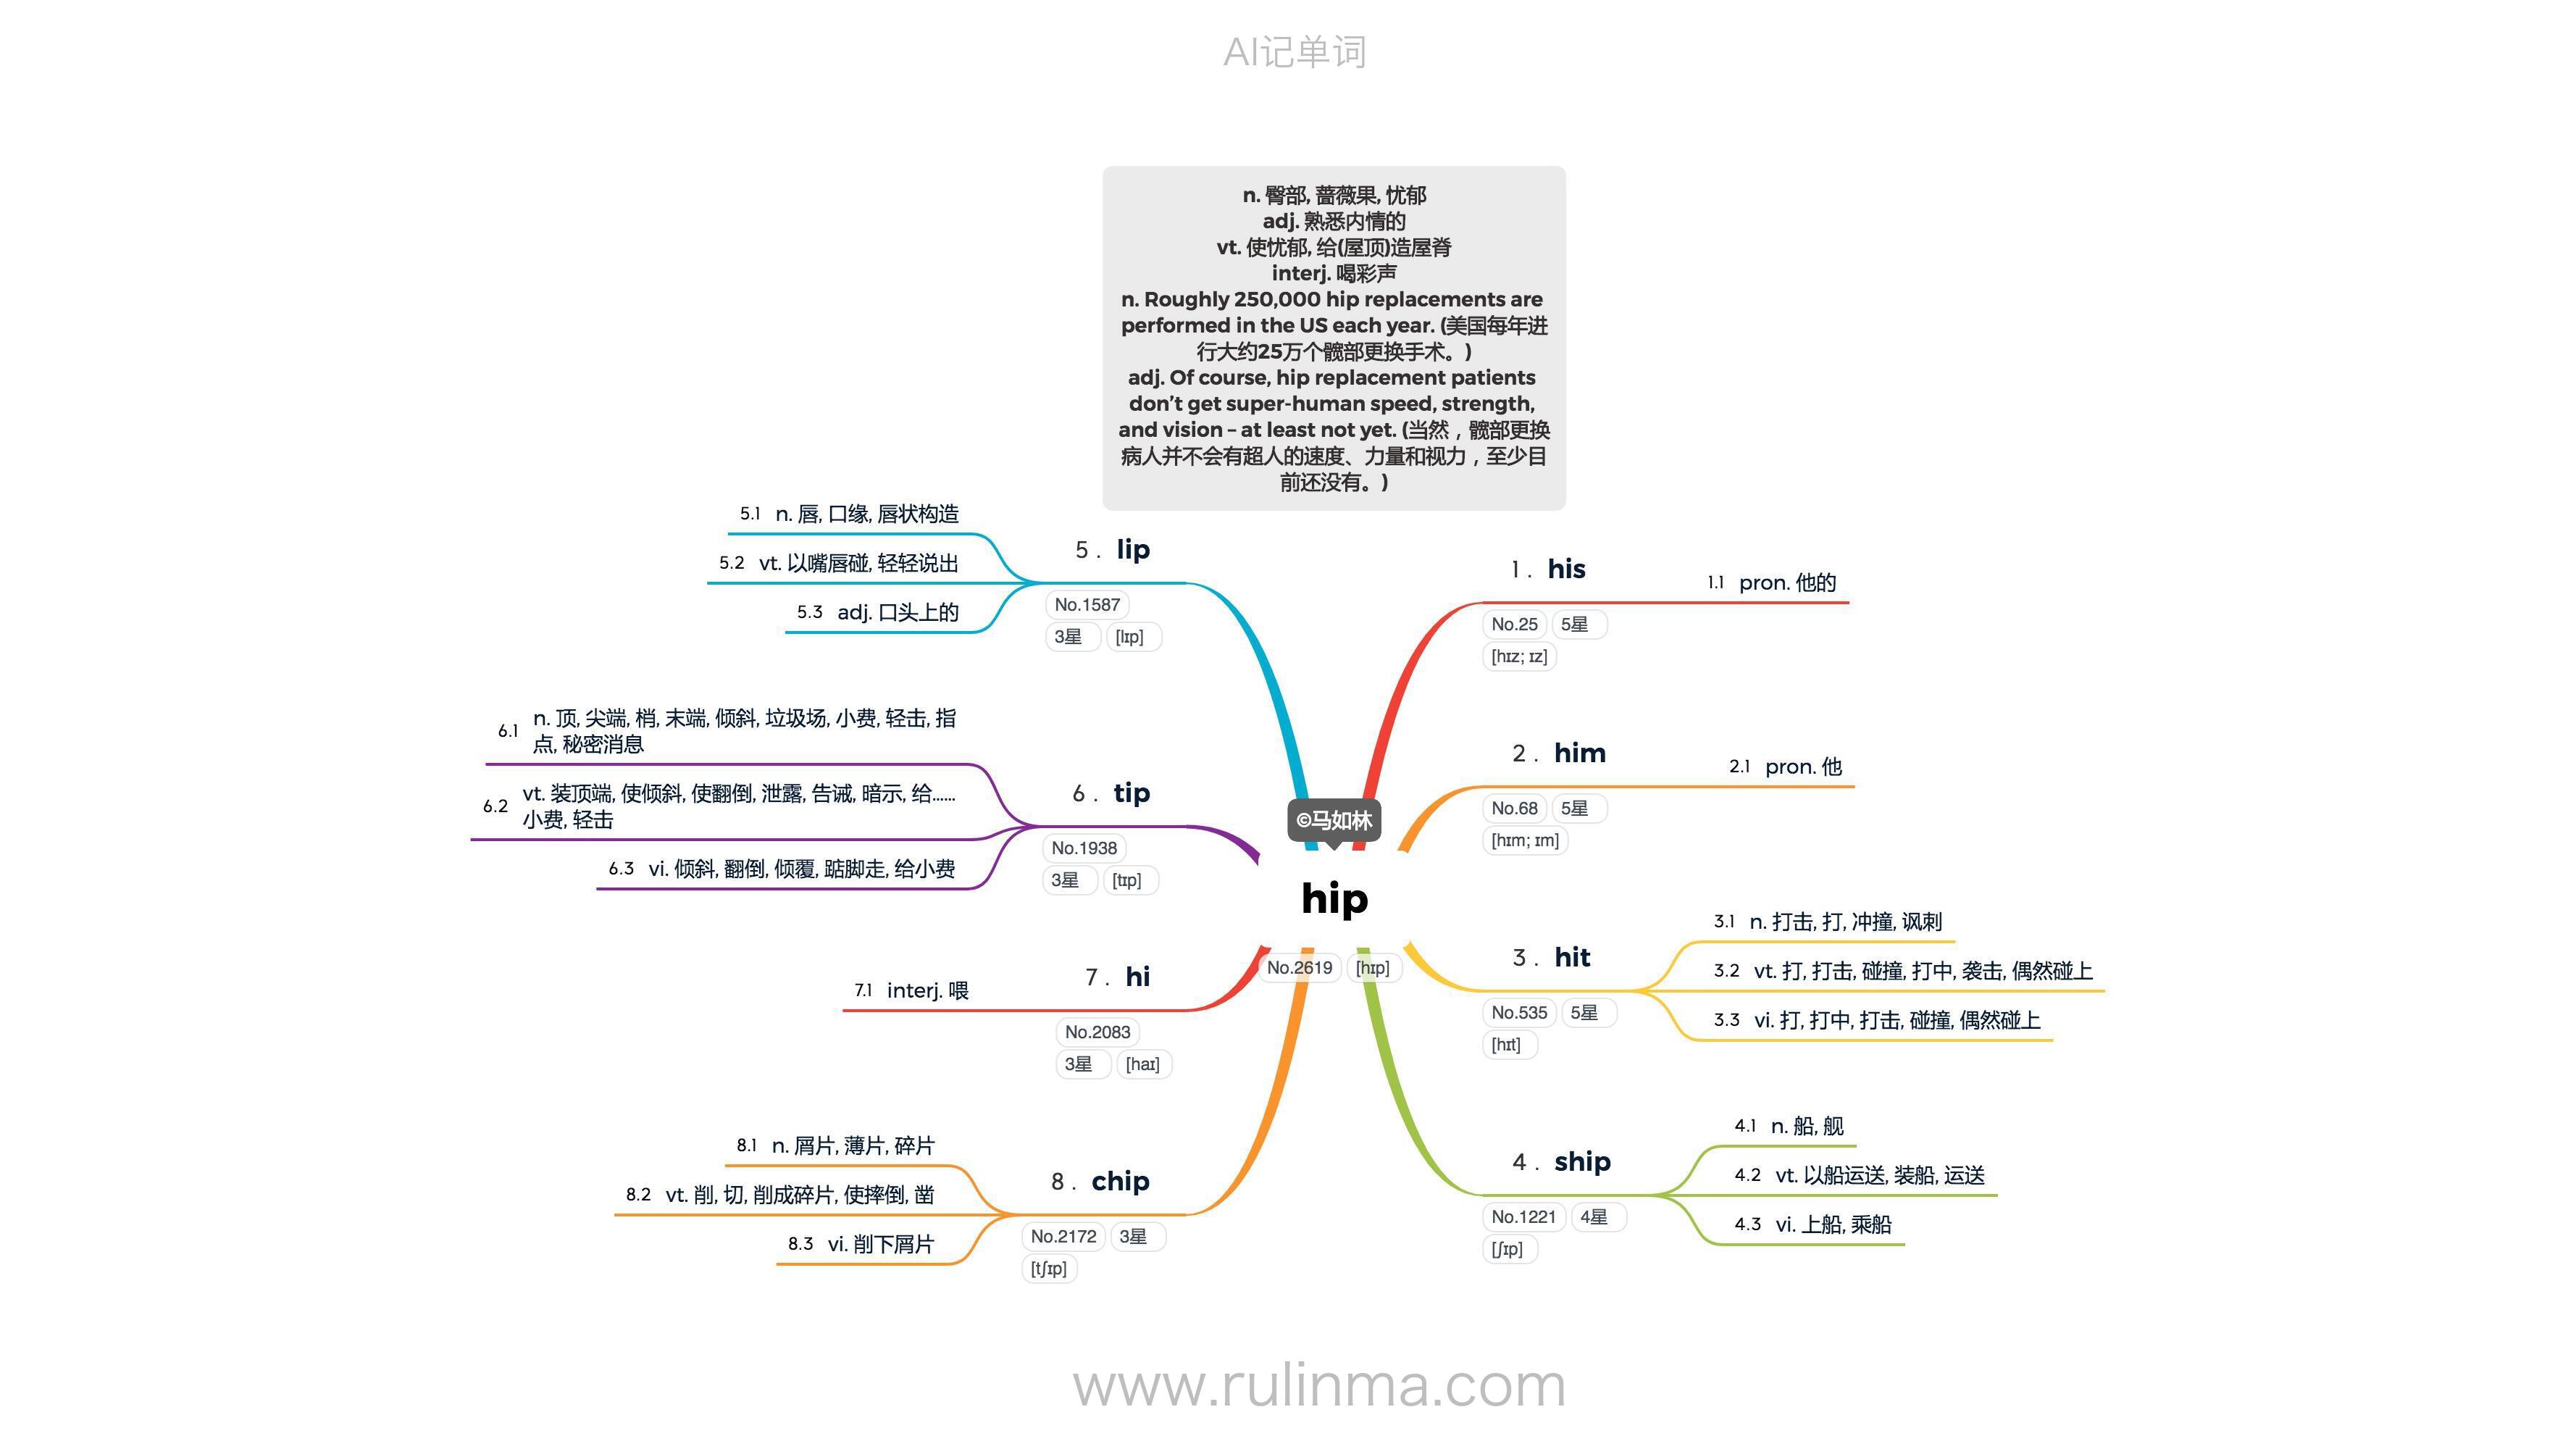 AI记单词
n. 臀部, 蔷薇果, 忧郁
adj. 熟悉内情的
vt. 使忧郁, 给(屋顶)造屋脊
interj. 喝彩声
n. Roughly 250,000 hip replacements are
performed in the US each year. (美国每年进
行大约25万个髋部更换手术。)
adj. Of course, hip replacement patients
don’t get super-human speed, strength,
and vision – at least not yet. (当然，髋部更换
病人并不会有超人的速度、力量和视力，至少目
前还没有。)
©马如林
hip
No.2619 [hɪp]
1. his
No.25 5星
[hɪz; ɪz]
1.1 pron. 他的
2. him
No.68 5星
[hɪm; ɪm]
2.1 pron. 他
3. hit
No.535 5星
[hɪt]
3.1 n. 打击, 打, 冲撞, 讽刺
3.2 vt. 打, 打击, 碰撞, 打中, 袭击, 偶然碰上
3.3 vi. 打, 打中, 打击, 碰撞, 偶然碰上
4. ship
No.1221 4星
[ʃɪp]
4.1 n. 船, 舰
4.2 vt. 以船运送, 装船, 运送
4.3 vi. 上船, 乘船
5. lip
No.1587
3星 [lɪp]
5.1 n. 唇, 口缘, 唇状构造
5.2 vt. 以嘴唇碰, 轻轻说出
5.3 adj. 口头上的
6. tip
No.1938
3星 [tɪp]
6.1 n. 顶, 尖端, 梢, 末端, 倾斜, 垃圾场, 小费, 轻击, 指
点, 秘密消息
6.2 vt. 装顶端, 使倾斜, 使翻倒, 泄露, 告诫, 暗示, 给……
小费, 轻击
6.3 vi. 倾斜, 翻倒, 倾覆, 踮脚走, 给小费
7. hi
No.2083
3星 [haɪ]
7.1 interj. 喂
8. chip
No.2172 3星
[tʃɪp]
8.1 n. 屑片, 薄片, 碎片
8.2 vt. 削, 切, 削成碎片, 使摔倒, 凿
8.3 vi. 削下屑片
www.rulinma.com